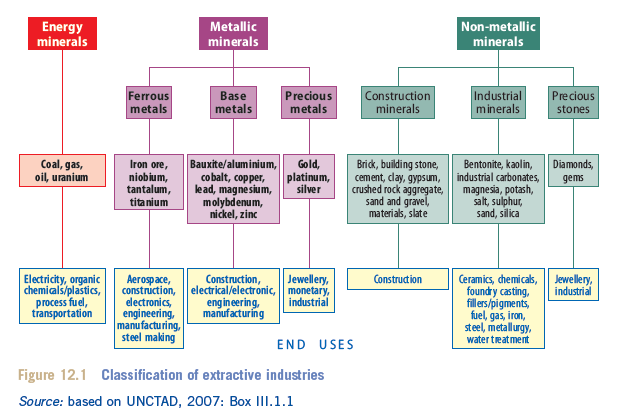 Energy
minerals
Metallic
minerals
Non-metallic
minerals
Ferrous
metals
Base
metals
Precious
metals
Construction
minerals
Industrial
minerals
Precious
stones
Coal, gas,
oil, uranium
Iron ore,
niobium,
tantalum,
titanium
Bauxite/aluminium,
cobalt, copper,
lead, magnesium,
molybdenum,
nickel, zinc
Gold,
platinum,
silver
Brick, building stone,
cement, clay, gypsum,
crushed rock aggregate,
sand and gravel,
materials, slate
Bentonite, kaolin,
industrial carbonates,
magnesia, potash,
salt, sulphur,
sand, silica
Diamonds,
gems
Electricity, organic
chemicals/plastics,
process fuel,
transportation
Aerospace,
construction,
electronics,
engineering,
manufacturing,
steel making
Construction,
electrical/electronic,
engineering,
manufacturing
Jewellery,
monetary,
industrial
Construction
Ceramics, chemicals,
foundry casting,
fillers/pigments,
fuel, gas, iron,
steel, metallurgy,
water treatment
Jewellery,
industrial
END USES
Figure 12.1 Classification of extractive industries
Source: based on UNCTAD, 2007: Box III.1.1